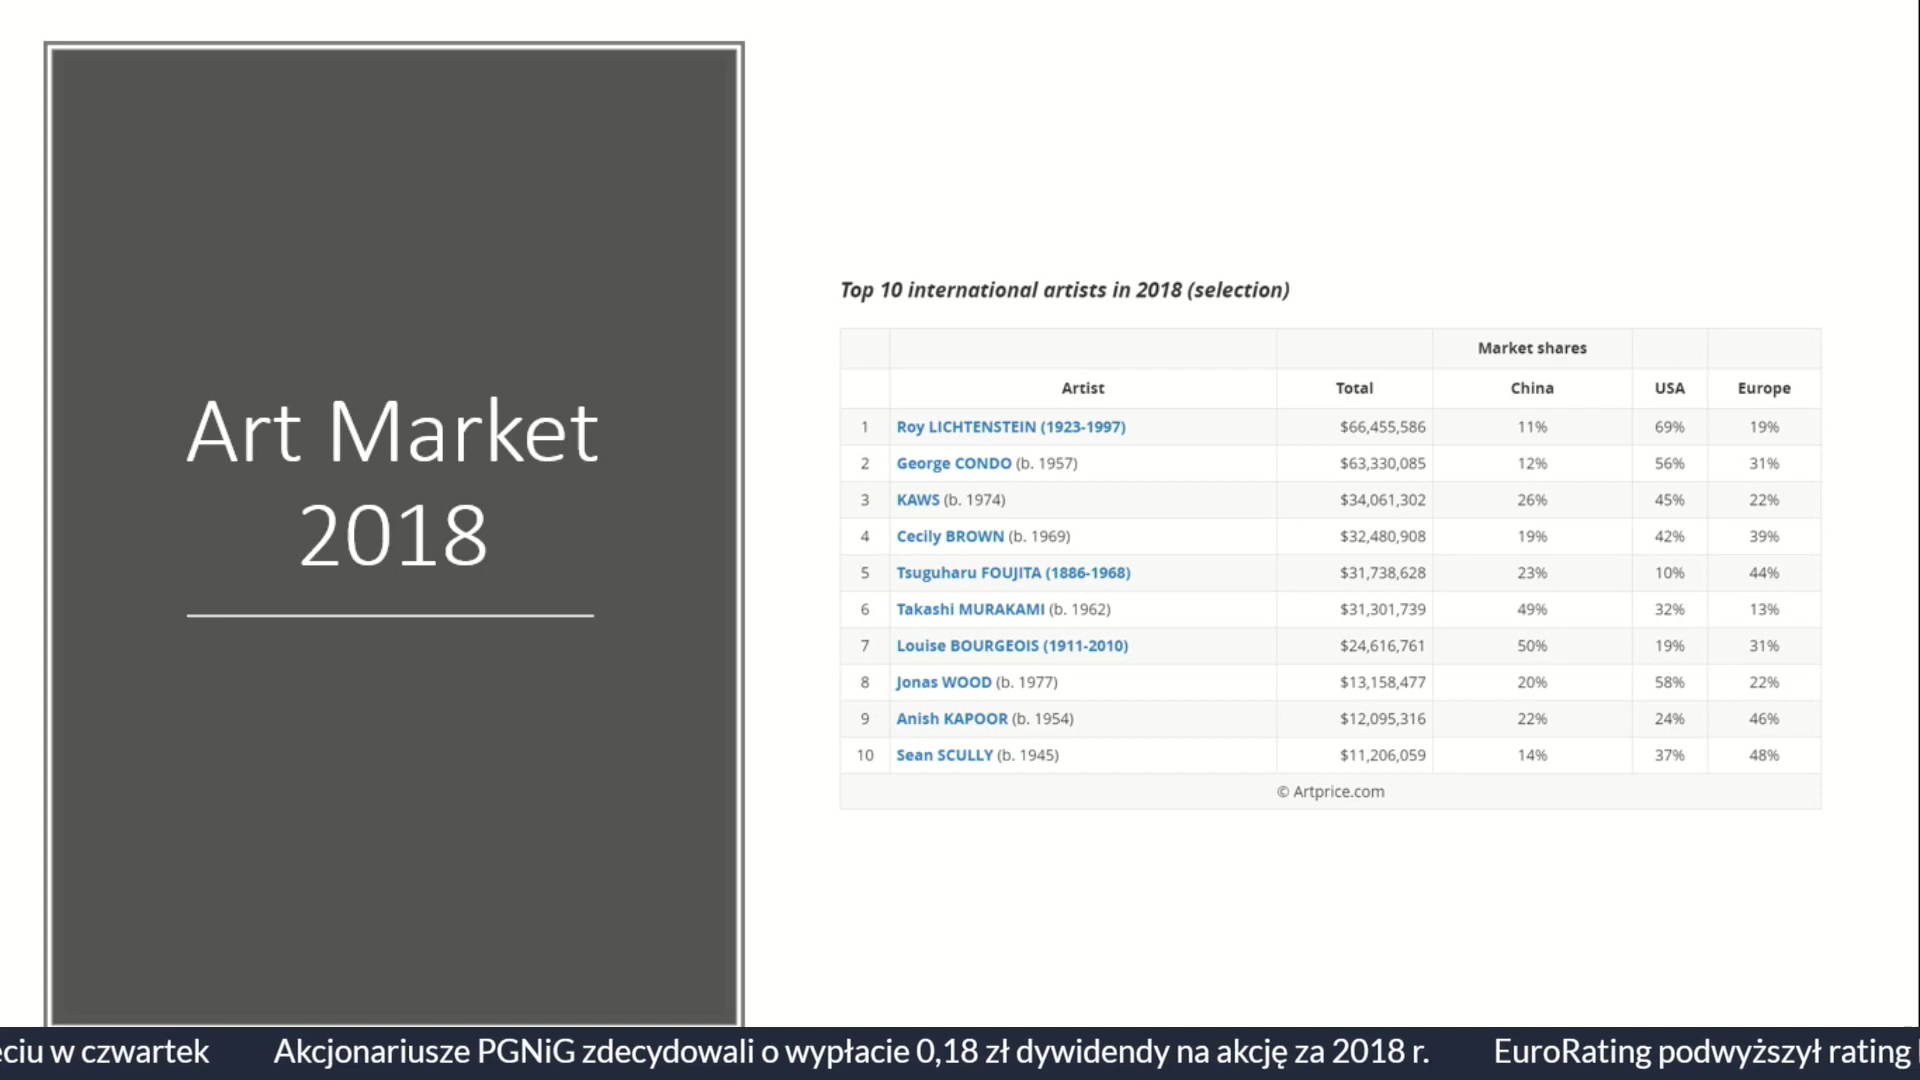 Art Market
2018
Top 10 international artists in 2018 (selection)
Market shares
Artist Total China USA Europe
1 Roy LICHTENSTEIN (1923-1997) $66,455,586 11% 69% 19%
2 George CONDO (b. 1957) $63,330,085 12% 56% 31%
3 KAWS (b. 1974) $34,061,302 26% 45% 22%
4 Cecily BROWN (b. 1969) $32,480,908 19% 42% 39%
5 Tsuguharu FOUJITA (1886-1968) $31,738,628 23% 10% 44%
6 Takashi MURAKAMI (b. 1962) $31,301,739 49% 32% 13%
7 Louise BOURGEOIS (1911-2010) $24,616,761 50% 19% 31%
8 Jonas WOOD (b. 1977) $13,158,477 20% 58% 22%
9 Anish KAPOOR (b. 1954) $12,095,316 22% 24% 46%
10 Sean SCULLY (b. 1945) $11,206,059 14% 37% 48%
© Artprice.com
ciu w czwartek Akcjonariusze PGNiG zdecydowali o wypłacie 0,18 zł dywidendy na akcję za 2018 r. EuroRating podwyższył rating